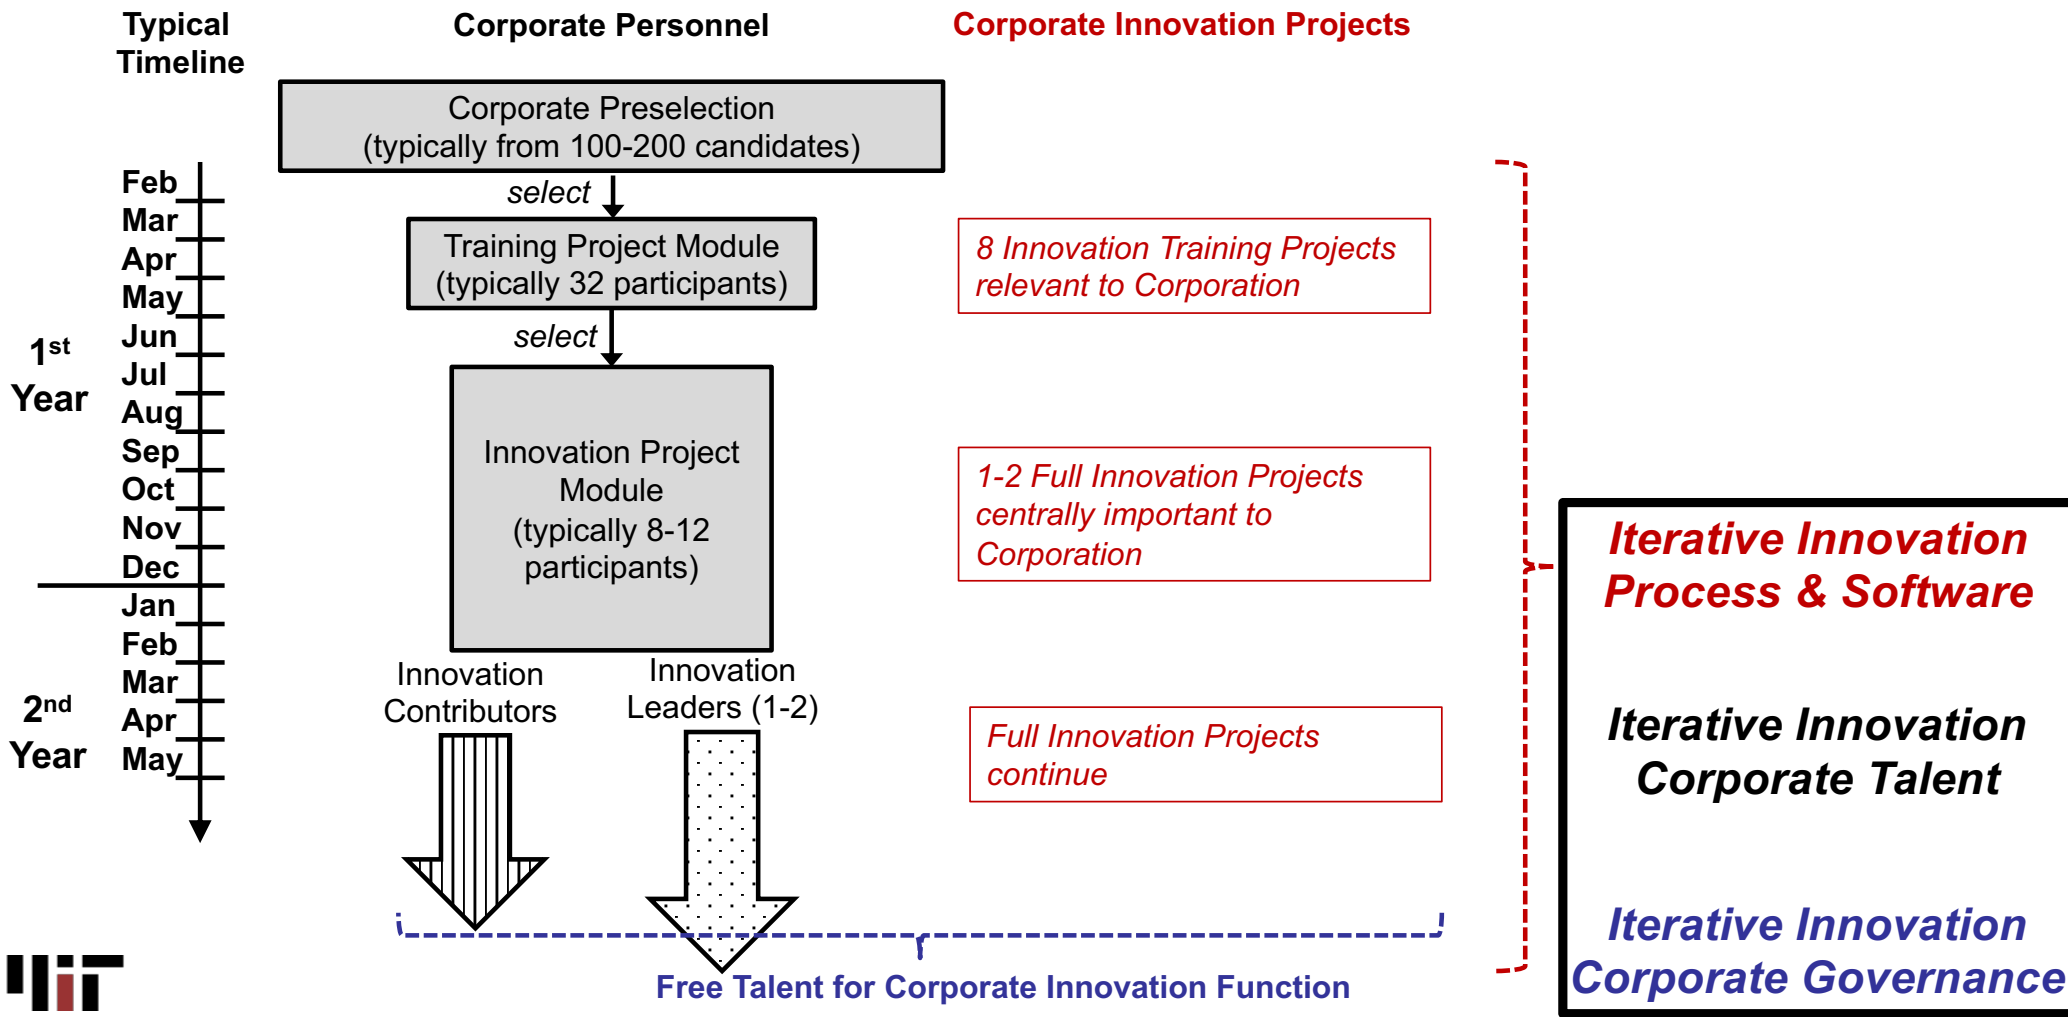 Typical
Timeline
Corporate Personnel
Corporate Innovation Projects
Corporate Preselection
(typically from 100-200 candidates)
select
Training Project Module
(typically 32 participants)
select
Innovation Project
Module
(typically 8-12
participants)
Innovation
Contributors
Innovation
Leaders (1-2)
1st
Year
Feb
Mar
Apr
May
Jun
Jul
Aug
Sep
Oct
Nov
Dec
2nd
Year
Jan
Feb
Mar
Apr
May
8 Innovation Training Projects
relevant to Corporation
1-2 Full Innovation Projects
centrally important to
Corporation
Full Innovation Projects
continue
Free Talent for Corporate Innovation Function
Iterative Innovation
Process & Software
Iterative Innovation
Corporate Talent
Iterative Innovation
Corporate Governance
MIT